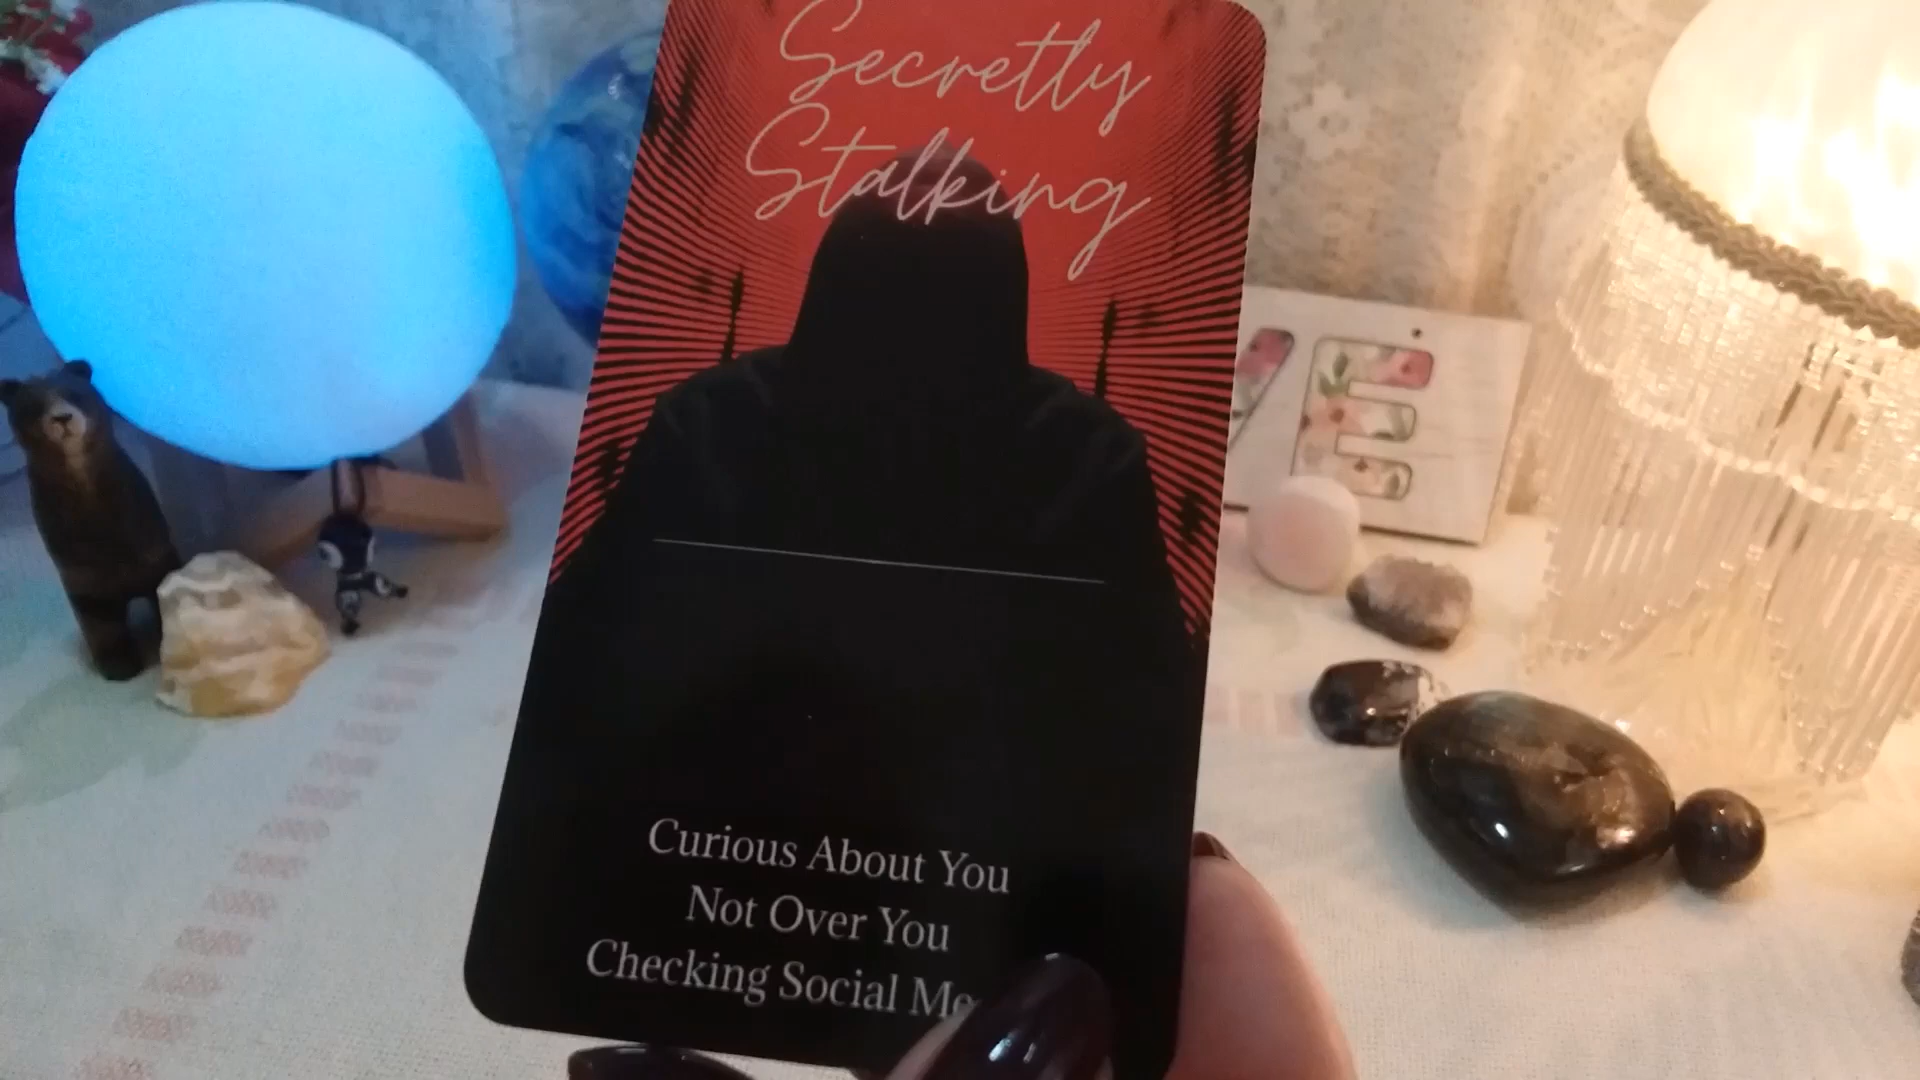 Secretly
Stalking
E
Curious About You
Not Over You
Checking Social